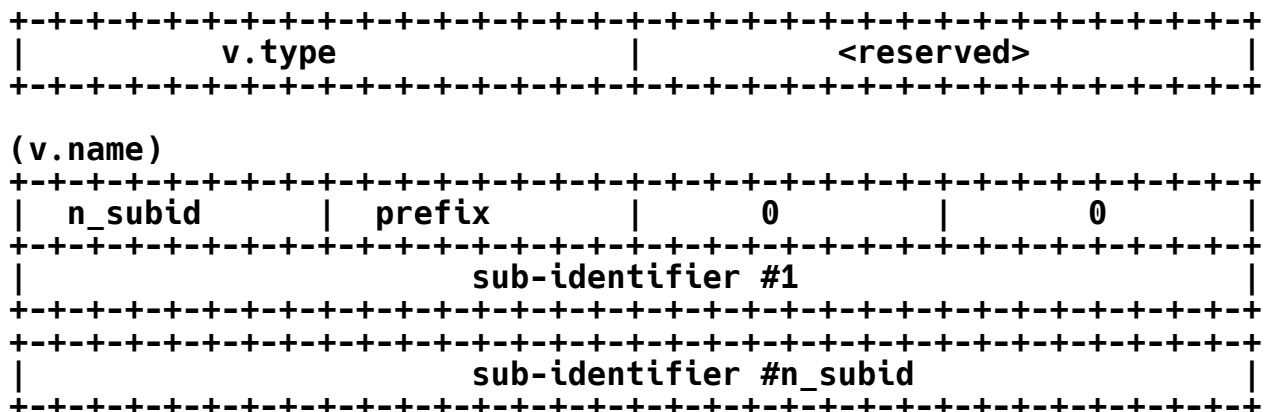 +-+-+-+-+-+-+-+-+-+-+-+-+-+-+-+-+-+-+-+-+-+-+-+-+-+-+-+-+-+-+-+-+
|          v.type               |          <reserved>           |
+-+-+-+-+-+-+-+-+-+-+-+-+-+-+-+-+-+-+-+-+-+-+-+-+-+-+-+-+-+-+-+-+

(v.name)
+-+-+-+-+-+-+-+-+-+-+-+-+-+-+-+-+-+-+-+-+-+-+-+-+-+-+-+-+-+-+-+-+
|  n_subid      |  prefix       |      0        |       0       |
+-+-+-+-+-+-+-+-+-+-+-+-+-+-+-+-+-+-+-+-+-+-+-+-+-+-+-+-+-+-+-+-+
|                       sub-identifier #1                       |
+-+-+-+-+-+-+-+-+-+-+-+-+-+-+-+-+-+-+-+-+-+-+-+-+-+-+-+-+-+-+-+-+
+-+-+-+-+-+-+-+-+-+-+-+-+-+-+-+-+-+-+-+-+-+-+-+-+-+-+-+-+-+-+-+-+
|                       sub-identifier #n_subid                 |
+-+-+-+-+-+-+-+-+-+-+-+-+-+-+-+-+-+-+-+-+-+-+-+-+-+-+-+-+-+-+-+-+